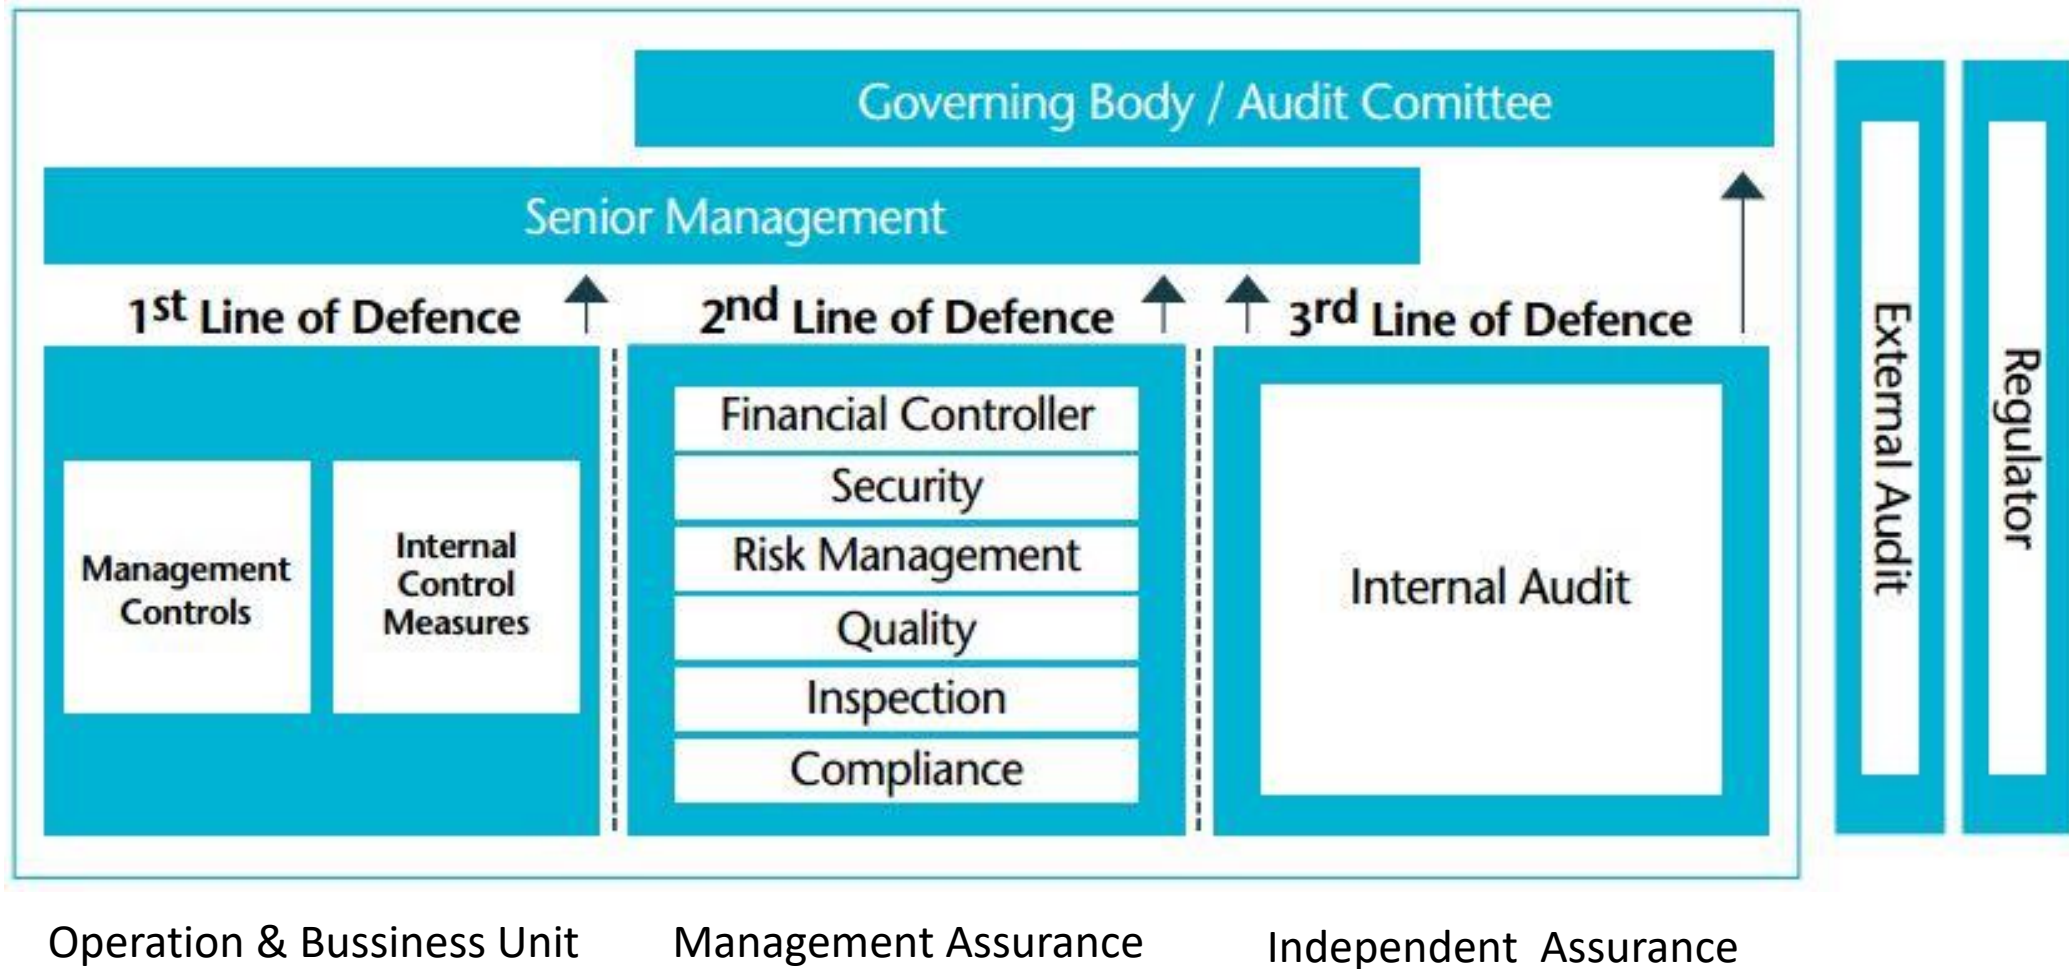 Governing Body / Audit Comittee
Senior Management
1st Line of Defence
2nd Line of Defence
3rd Line of Defence
Management
Controls
Internal
Control
Measures
Financial Controller
Security
Risk Management
Quality
Inspection
Compliance
Internal Audit
External Audit
Regulator
Operation & Bussiness Unit
Management Assurance
Independent Assurance